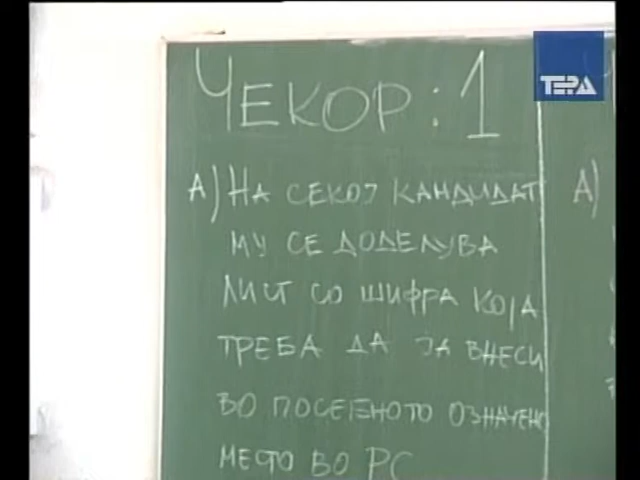 ТЕРА
ЧЕКОР: 1
А) НА СЕКОЈ КАНДИДАТ
МУ СЕ ДОДЕЛУВА
ЛИСТ СО ШИФРА КОЈА
ТРЕБА ДА ЈА ВНЕСИ
ВО ПОСЕБНОТО ОЗНАЧЕНО
МЕСТО ВО РС
А)